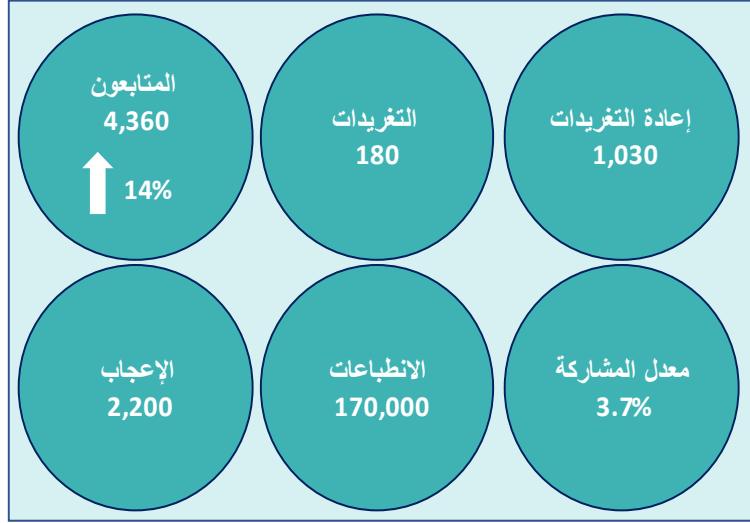 إعادة التغريدات
1,030
التغريدات
180
المتابعون
4,360
14%
معدل المشاركة
3.7%
الانطباعات
170,000
الإعجاب
2,200